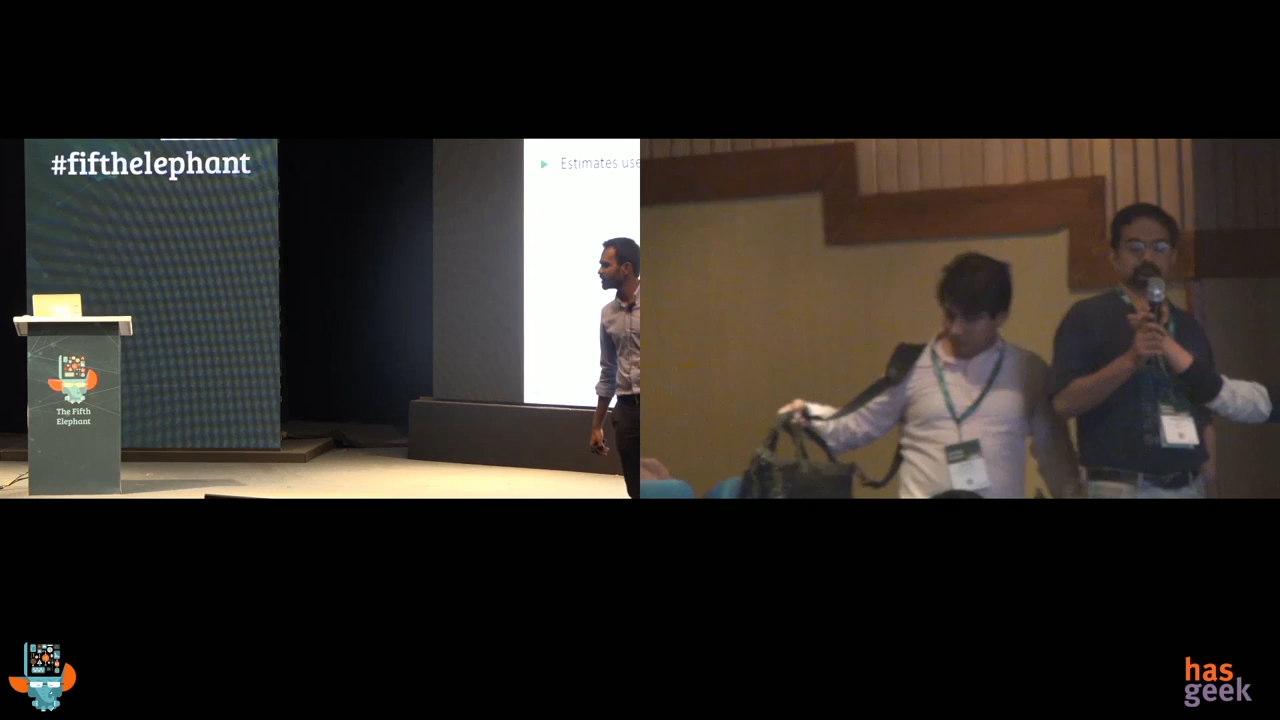 #fifthelephant
Estimates use
The Fifth
Elephant
has
geek